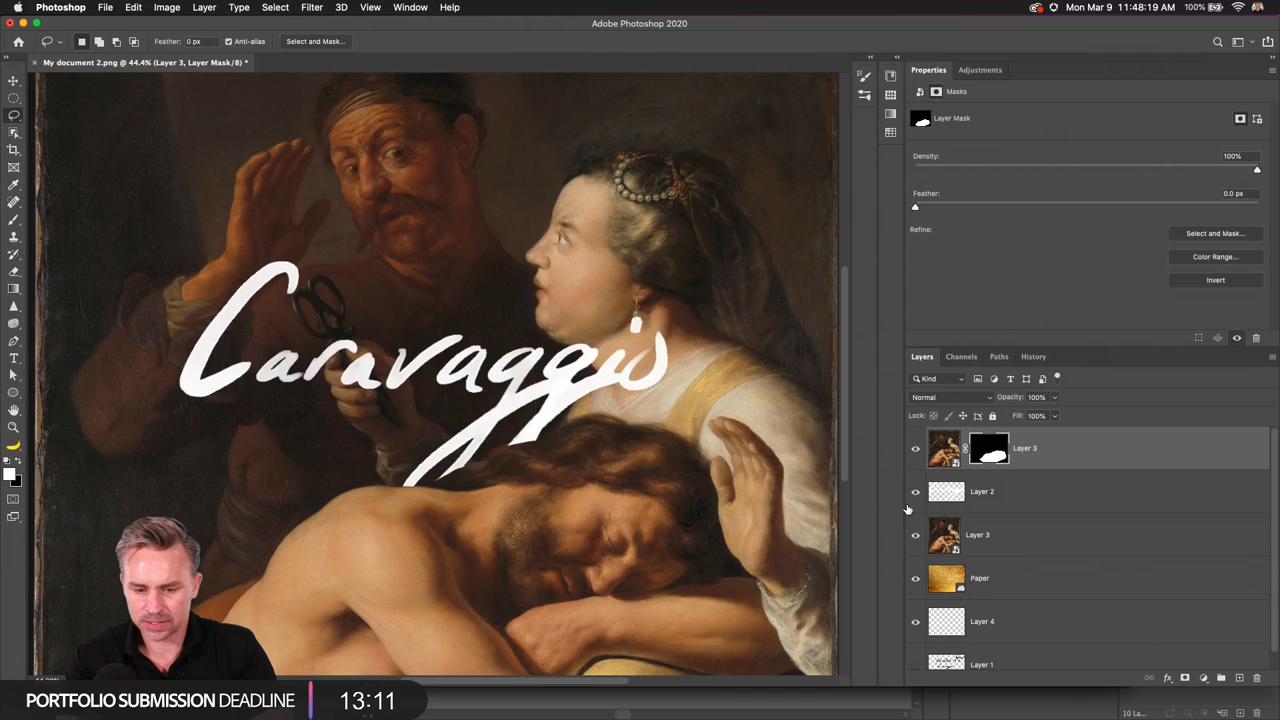 Photoshop File Edit Image Layer Type Select Filter 3D View Window Help
100% Mon Mar 9 11:48:19 AM
Adobe Photoshop 2020
Feather: 0 px Anti-alias Select and Mask...
My document 2.png @ 44.4% (Layer 3, Layer Mask/8) *
Properties Adjustments
Masks
Layer Mask
Density: 100%
Feather: 0.0 px
Refine:
Select and Mask...
Color Range...
Invert
Caravaggio
Layers Channels Paths History
Kind
Normal Opacity: 100%
Lock: Fill: 100%
Layer 3
Layer 2
Layer 3
Paper
Layer 4
Layer 1
PORTFOLIO SUBMISSION DEADLINE 13:11
10 La...